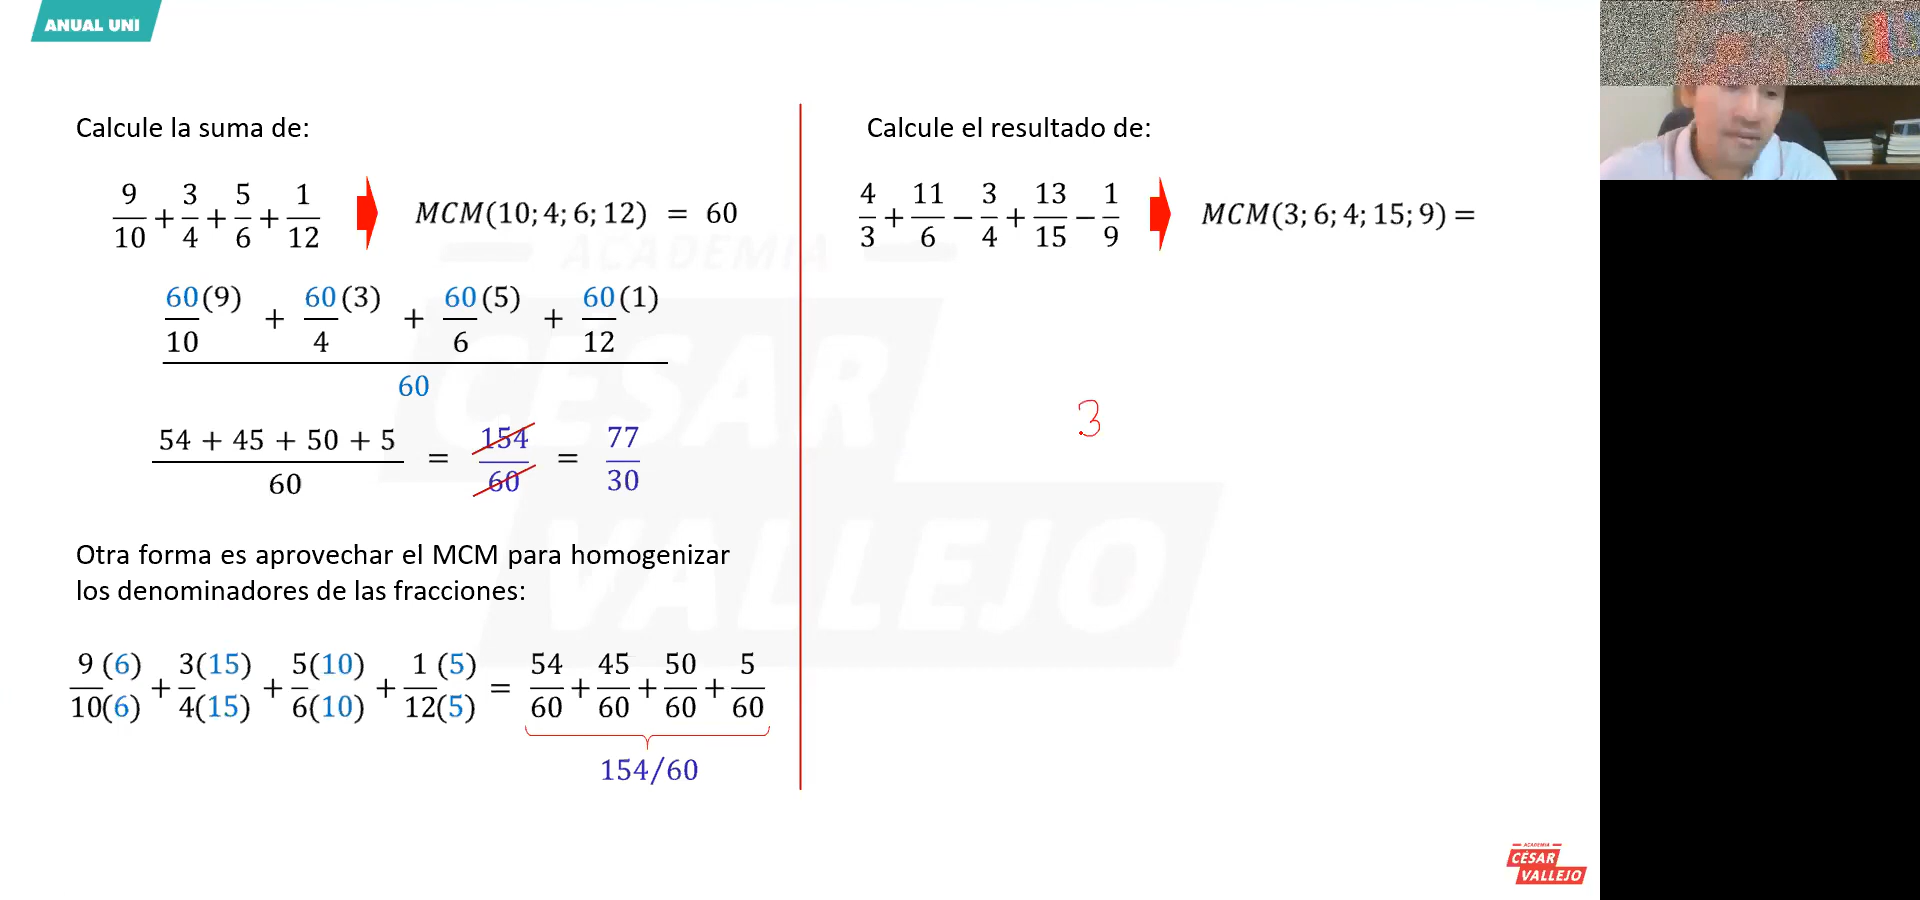 ANUAL UNI
Calcule la suma de:
9/10 + 3/4 + 5/6 + 1/12
MCM(10; 4; 6; 12) = 60
60/10(9) + 60/4(3) + 60/6(5) + 60/12(1)
60
54 + 45 + 50 + 5
60
= 154/60 = 77/30
Otra forma es aprovechar el MCM para homogenizar
los denominadores de las fracciones:
9(6)/10(6) + 3(15)/4(15) + 5(10)/6(10) + 1(5)/12(5) = 54/60 + 45/60 + 50/60 + 5/60
154/60
Calcule el resultado de:
4/3 + 11/6 − 3/4 + 13/15 − 1/9
MCM(3; 6; 4; 15; 9) =
3
ACADEMIA
CÉSAR
VALLEJO
ACADEMIA
CÉSAR
VALLEJO